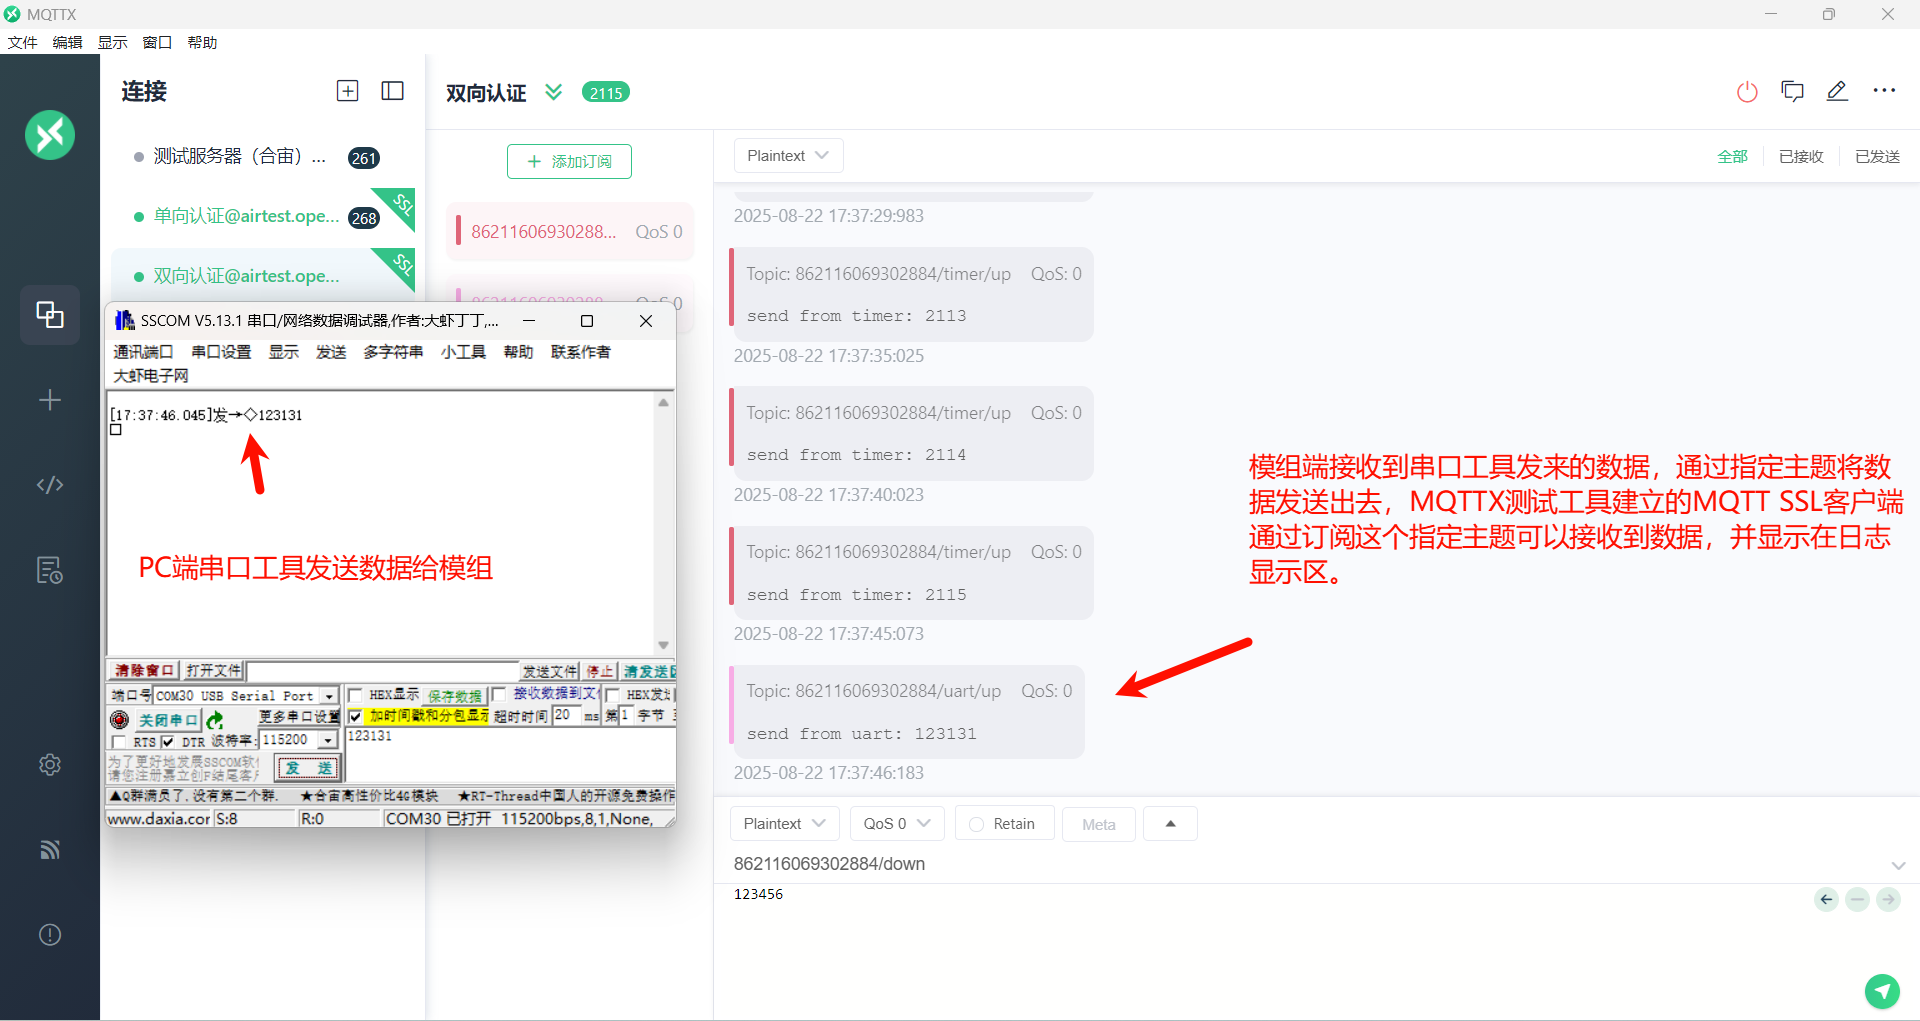 MQTTX
文件 编辑 显示 窗口 帮助
连接
测试服务器（合宙）... 261
单向认证@airtest.ope... 268 SSL
双向认证@airtest.ope... SSL
双向认证 2115
添加订阅
86211606930288... QoS 0
862116069302888... QoS 0
Plaintext
全部 已接收 已发送
2025-08-22 17:37:29:983
Topic: 862116069302884/timer/up QoS: 0
send from timer: 2113
2025-08-22 17:37:35:025
Topic: 862116069302884/timer/up QoS: 0
send from timer: 2114
2025-08-22 17:37:40:023
Topic: 862116069302884/timer/up QoS: 0
send from timer: 2115
2025-08-22 17:37:45:073
Topic: 862116069302884/uart/up QoS: 0
send from uart: 123131
2025-08-22 17:37:46:183
模组端接收到串口工具发来的数据，通过指定主题将数
据发送出去，MQTTX测试工具建立的MQTT SSL客户端
通过订阅这个指定主题可以接收到数据，并显示在日志
显示区。
Plaintext QoS 0 Retain Meta
862116069302884/down
123456
SSCOM V5.13.1 串口/网络数据调试器,作者:大虾丁丁,...
通讯端口 串口设置 显示 发送 多字符串 小工具 帮助 联系作者
大虾电子网
[17:37:46.045]发→◇123131
□
PC端串口工具发送数据给模组
清除窗口 打开文件 发送文件 停止 清发送区
端口号 COM30 USB Serial Port HEX显示 保存数据 接收数据到文 HEX发
关闭串口 更多串口设置 加时间戳和分包显示 超时时间 20 ms 第1 字节
RTS DTR 波特率: 115200 123131
为了更好地发展SSCOM软
请您注册嘉立创F结尾客户
发 送
▲Q群满员了,没有第二个群. ★合宙高性价比4G模块 ★RT-Thread中国人的开源免费操作
www.daxia.cor S:8 R:0 COM30 已打开 115200bps,8,1,None,